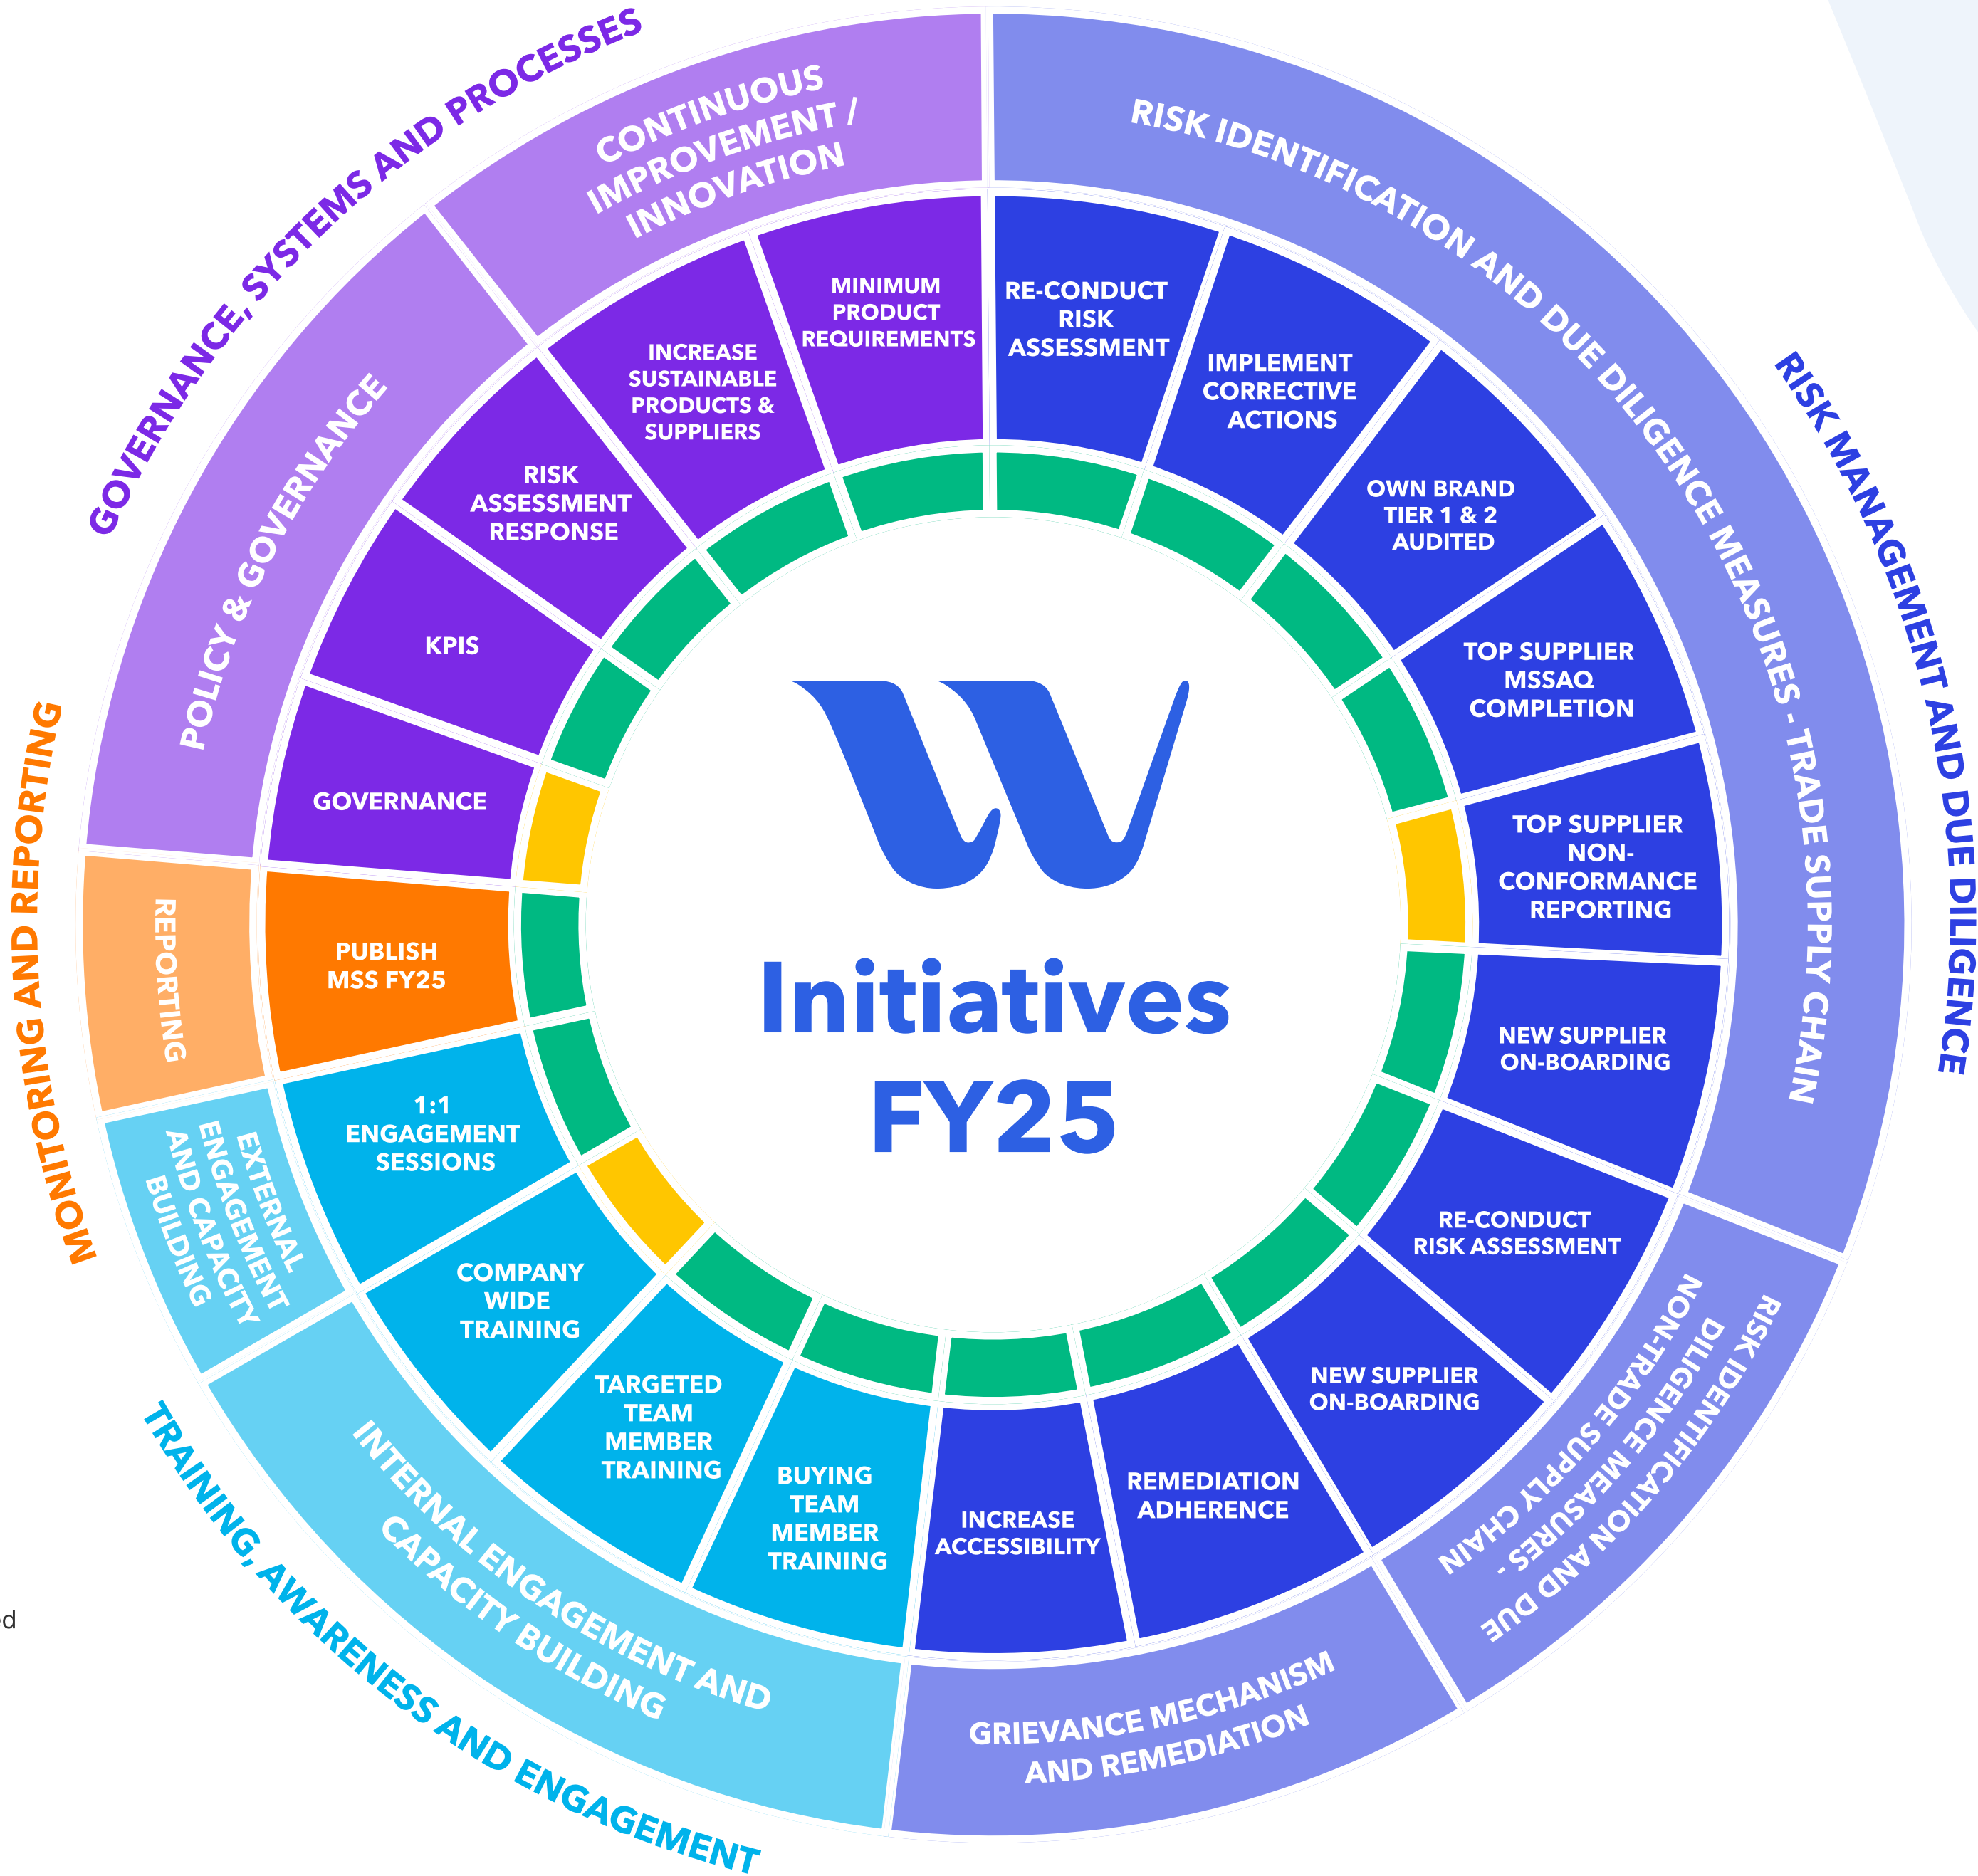 GOVERNANCE, SYSTEMS AND PROCESSES
CONTINUOUS
IMPROVEMENT /
INNOVATION
POLICY & GOVERNANCE
MINIMUM
PRODUCT
REQUIREMENTS
INCREASE
SUSTAINABLE
PRODUCTS &
SUPPLIERS
RISK
ASSESSMENT
RESPONSE
KPIS
GOVERNANCE
RISK MANAGEMENT AND DUE DILIGENCE
RISK IDENTIFICATION AND DUE DILIGENCE MEASURES - TRADE SUPPLY CHAIN
RE-CONDUCT
RISK
ASSESSMENT
IMPLEMENT
CORRECTIVE
ACTIONS
OWN BRAND
TIER 1 & 2
AUDITED
TOP SUPPLIER
MSSAQ
COMPLETION
TOP SUPPLIER
NON-
CONFORMANCE
REPORTING
NEW SUPPLIER
ON-BOARDING
RISK IDENTIFICATION AND DUE
DILIGENCE MEASURES -
NON-TRADE SUPPLY CHAIN
RE-CONDUCT
RISK ASSESSMENT
NEW SUPPLIER
ON-BOARDING
GRIEVANCE MECHANISM
AND REMEDIATION
REMEDIATION
ADHERENCE
INCREASE
ACCESSIBILITY
TRAINING, AWARENESS AND ENGAGEMENT
INTERNAL ENGAGEMENT AND
CAPACITY BUILDING
BUYING
TEAM
MEMBER
TRAINING
TARGETED
TEAM
MEMBER
TRAINING
COMPANY
WIDE
TRAINING
EXTERNAL
ENGAGEMENT
AND CAPACITY
BUILDING
1:1
ENGAGEMENT
SESSIONS
MONITORING AND REPORTING
REPORTING
PUBLISH
MSS FY25
W
Initiatives
FY25